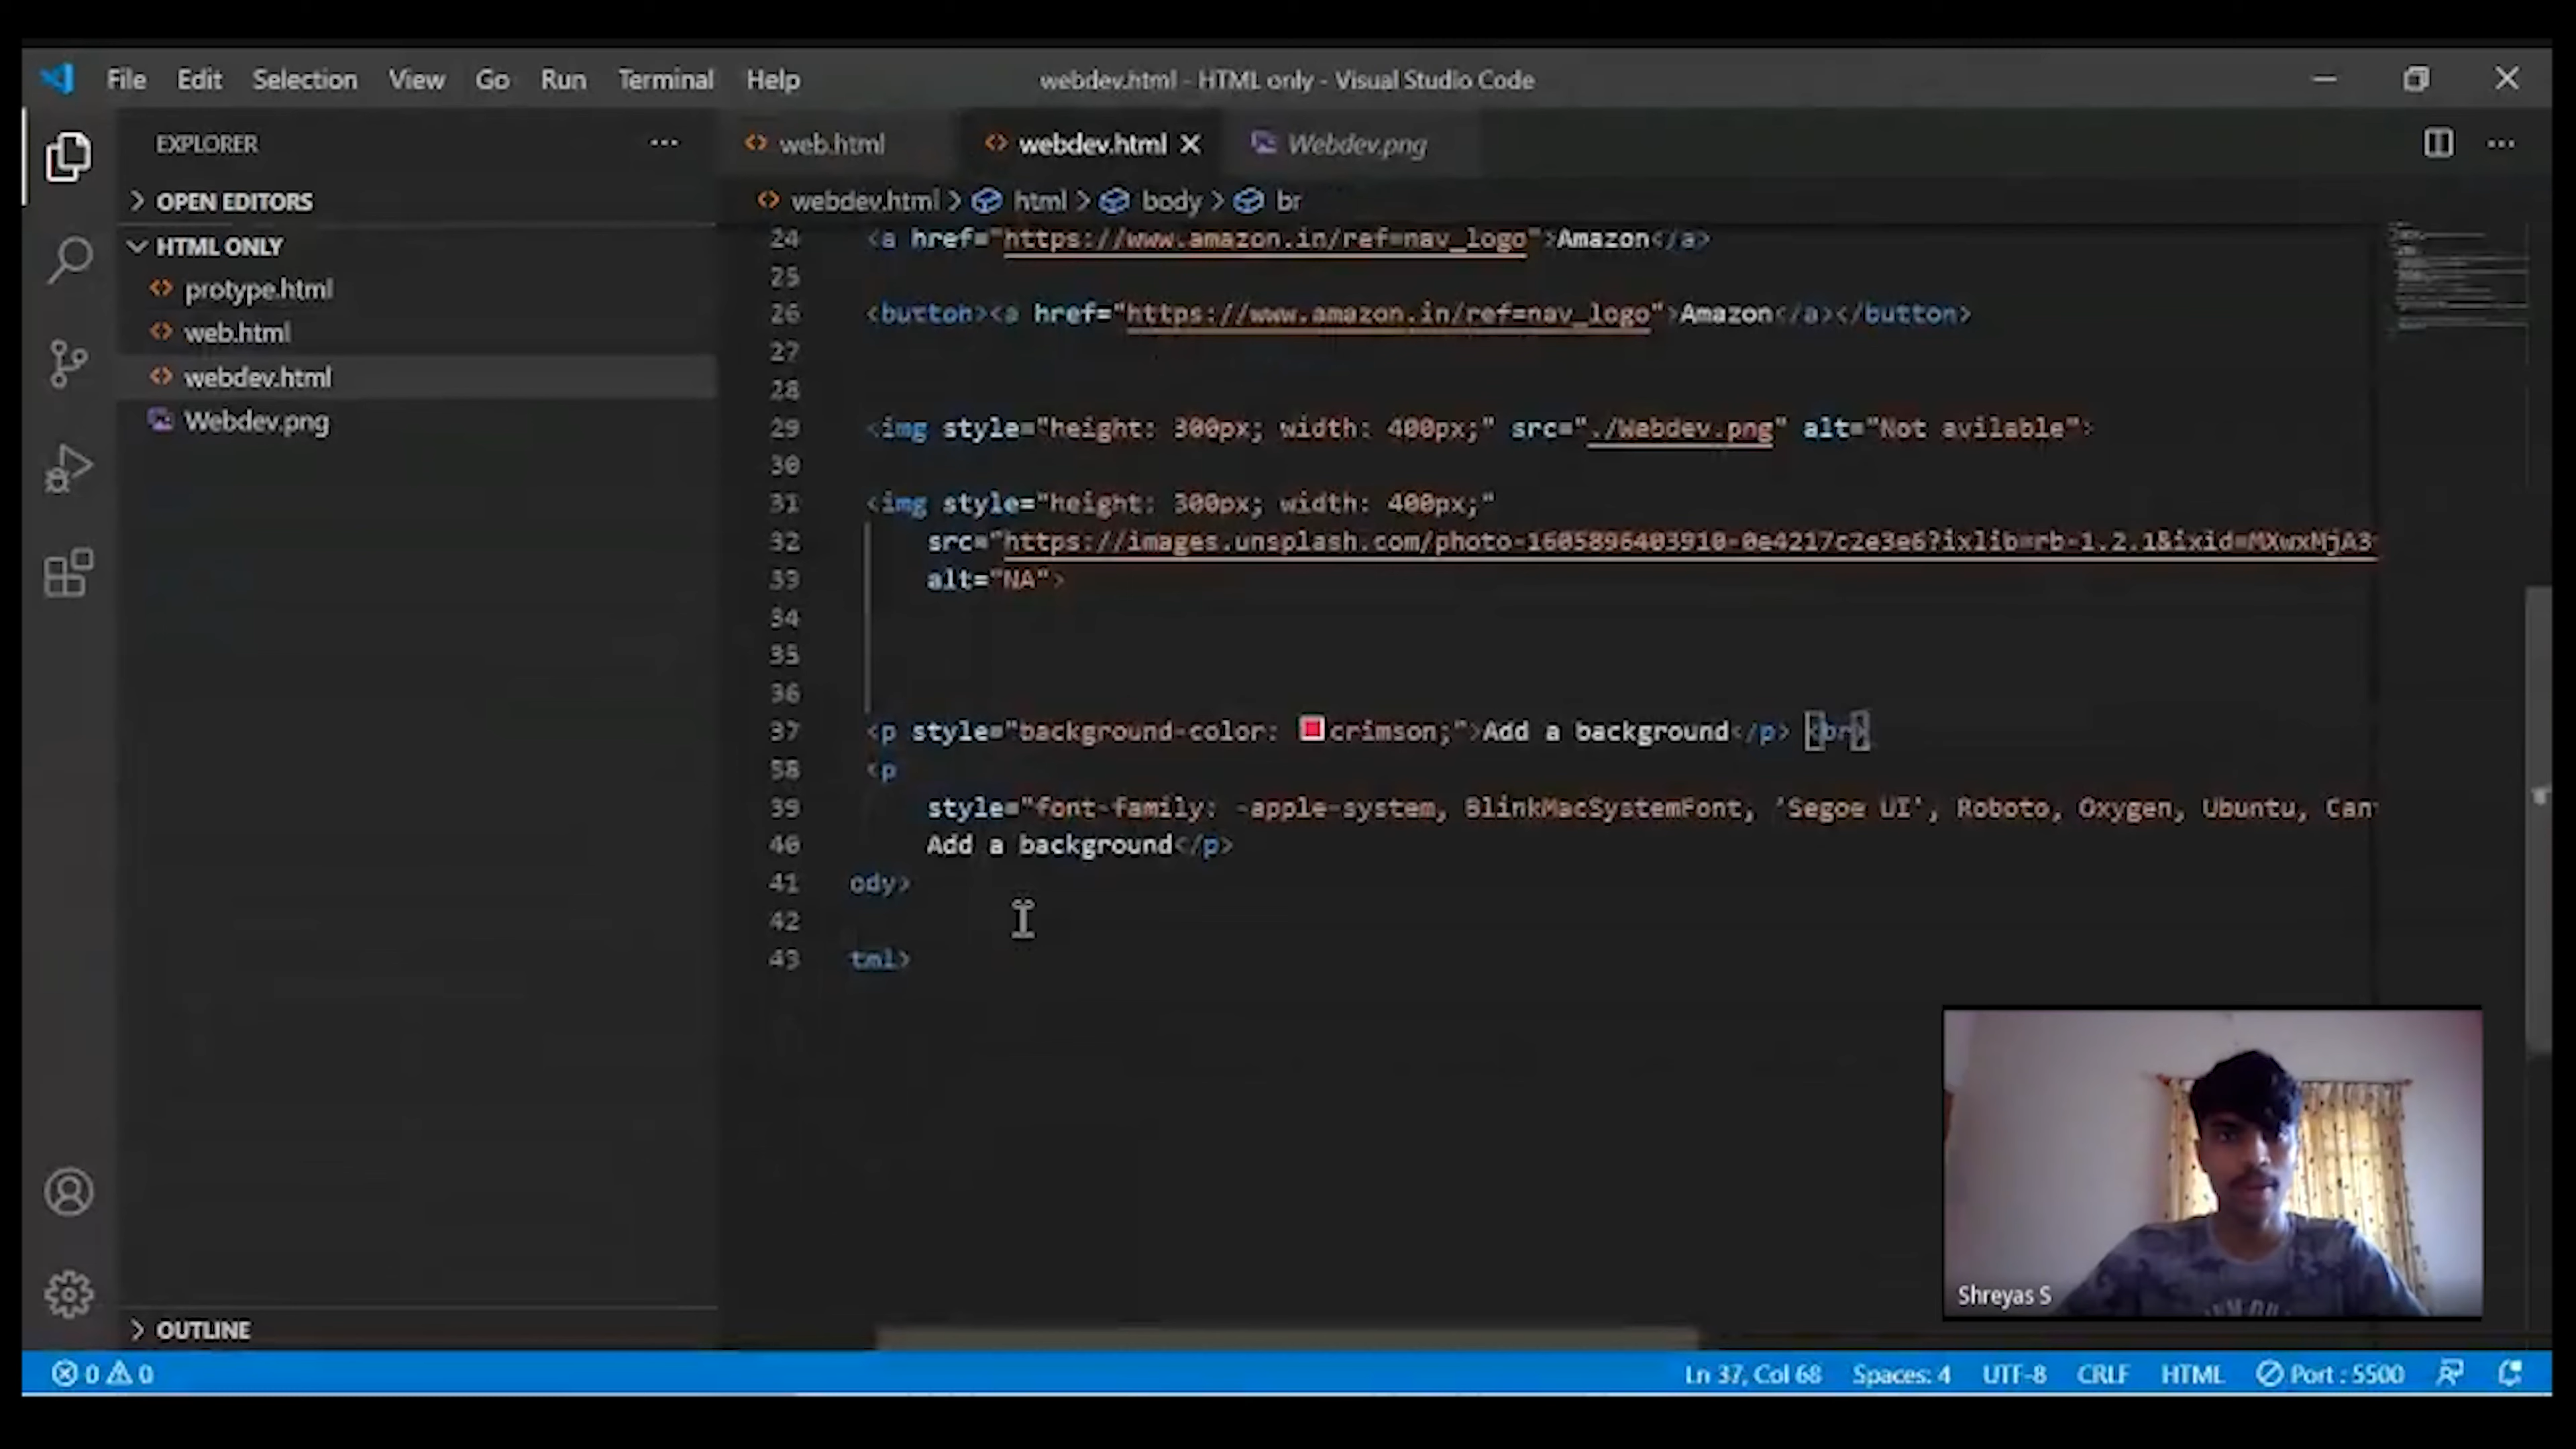 File Edit Selection View Go Run Terminal Help
webdev.html - HTML only - Visual Studio Code
EXPLORER
web.html
webdev.html
Webdev.png
OPEN EDITORS
webdev.html > html > body > br
HTML ONLY
protype.html
web.html
webdev.html
Webdev.png
24 <a href="https://www.amazon.in/ref=nav_logo">Amazon</a>
25
26 <button><a href="https://www.amazon.in/ref=nav_logo">Amazon</a></button>
27
28
29 <img style="height: 300px; width: 400px;" src="./Webdev.png" alt="Not avilable">
30
31 <img style="height: 300px; width: 400px;"
32 src="https://images.unsplash.com/photo-1605896403910-0e4217c2e3e6?ixlib=rb-1.2.1&ixid=MXwxMjA3
33 alt="NA">
34
35
36
37 <p style="background-color: crimson;">Add a background</p> <br>
38 <p
39 style="font-family: -apple-system, BlinkMacSystemFont, 'Segoe UI', Roboto, Oxygen, Ubuntu, Can
40 Add a background</p>
41 ody>
42
43 tml>
Shreyas S
OUTLINE
0 0
Ln 37, Col 68 Spaces: 4 UTF-8 CRLF HTML Port : 5500